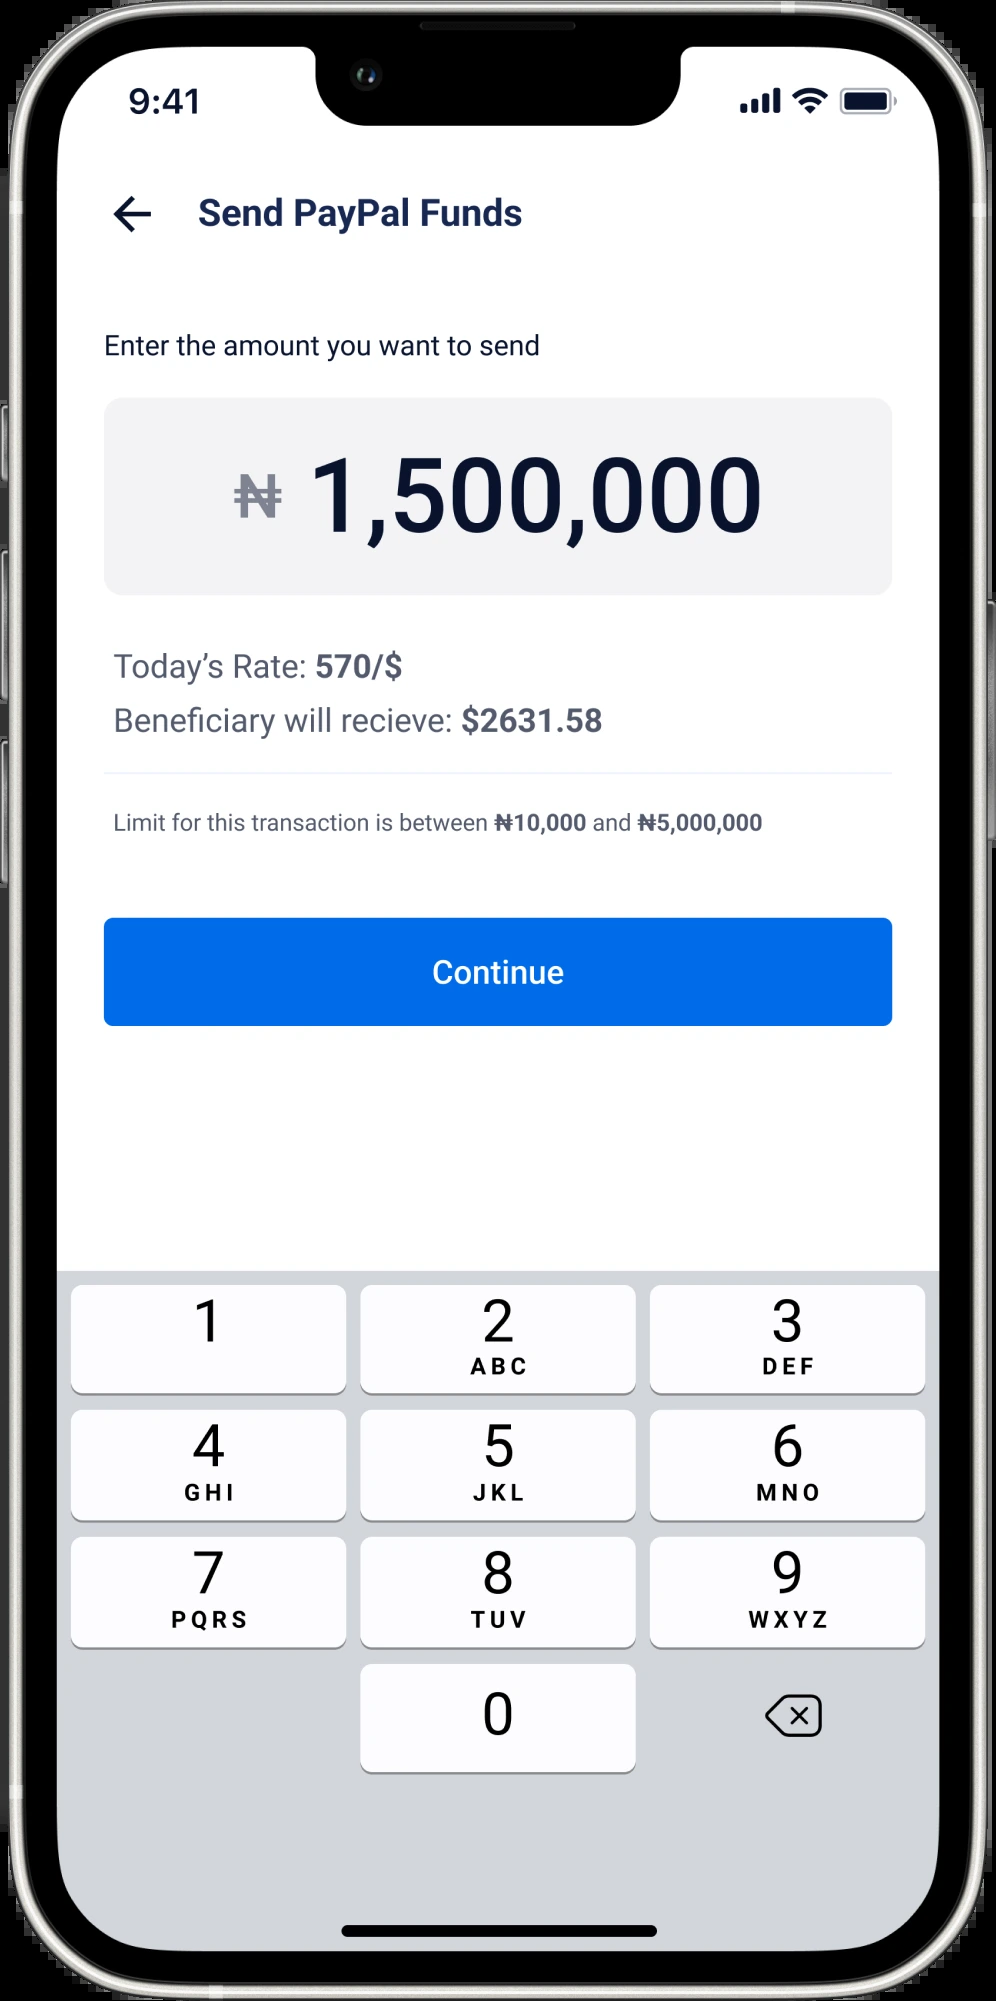 9:41
Send PayPal Funds
Enter the amount you want to send
₦ 1,500,000
Today’s Rate: 570/$
Beneficiary will recieve: $2631.58
Limit for this transaction is between ₦10,000 and ₦5,000,000
Continue
1 2 3
ABC DEF
4 5 6
GHI JKL MNO
7 8 9
PQRS TUV WXYZ
0